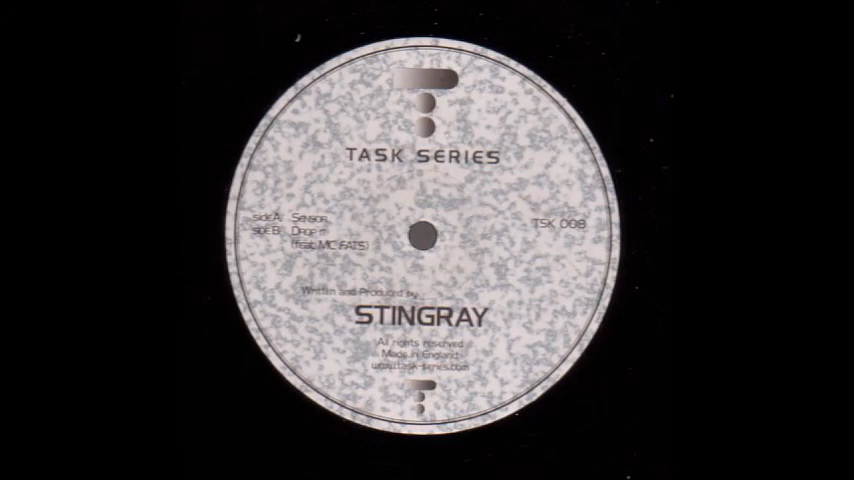 TASK SERIES
side A: Sensor
side B: Drop it
(feat. MC FATS)
TSK 008
Written and Produced by
STINGRAY
All rights reserved
Made in England
www.task-series.com